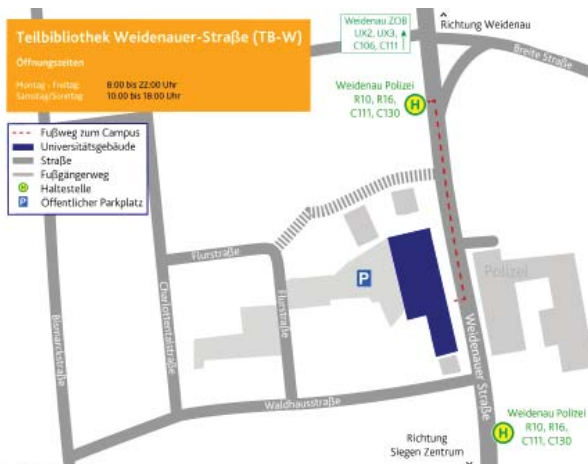 Teilbibliothek Weidenauer-Straße (TB-W)
Öffnungszeiten
Montag - Freitag: 8:00 bis 22:00 Uhr
Samstag/Sonntag 10.00 bis 18.00 Uhr
Weidenau ZOB
UX2, UX3,
C106, C111
Richtung Weidenau
Breite Straße
Weidenau Polizei
R10, R16,
C111, C130
H
Fußweg zum Campus
Universitätsgebäude
Straße
Fußgängerweg
H Haltestelle
P Öffentlicher Parkplatz
Flurstraße
Flurstraße
P
Polizei
Bismarckstraße
Charlottentalstraße
Weidenauer Straße
Waldhausstraße
Weidenau Polizei
R10, R16,
C111, C130
H
Richtung
Siegen Zentrum